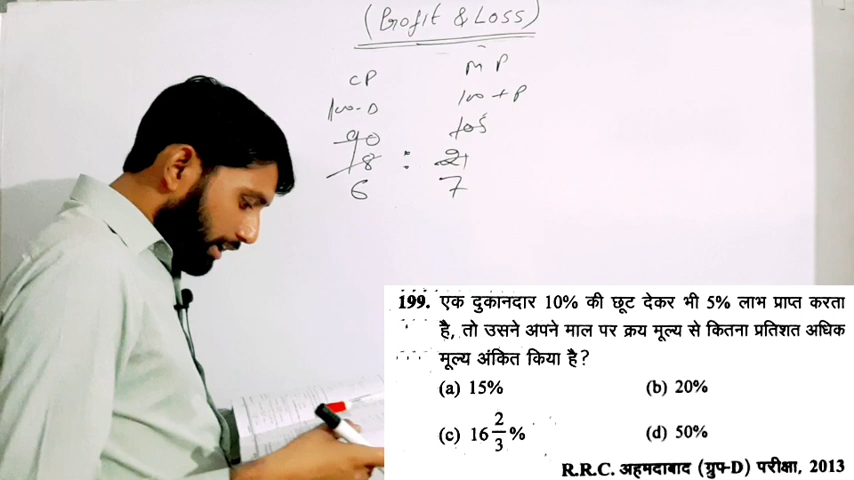 (Profit & Loss)
CP MP
100-D 100+P
90 105
18 : 21
6 7
199. एक दुकानदार 10% की छूट देकर भी 5% लाभ प्राप्त करता
है, तो उसने अपने माल पर क्रय मूल्य से कितना प्रतिशत अधिक
मूल्य अंकित किया है?
(a) 15% (b) 20%
(c) 16 2/3 % (d) 50%
R.R.C. अहमदाबाद (ग्रुप-D) परीक्षा, 2013